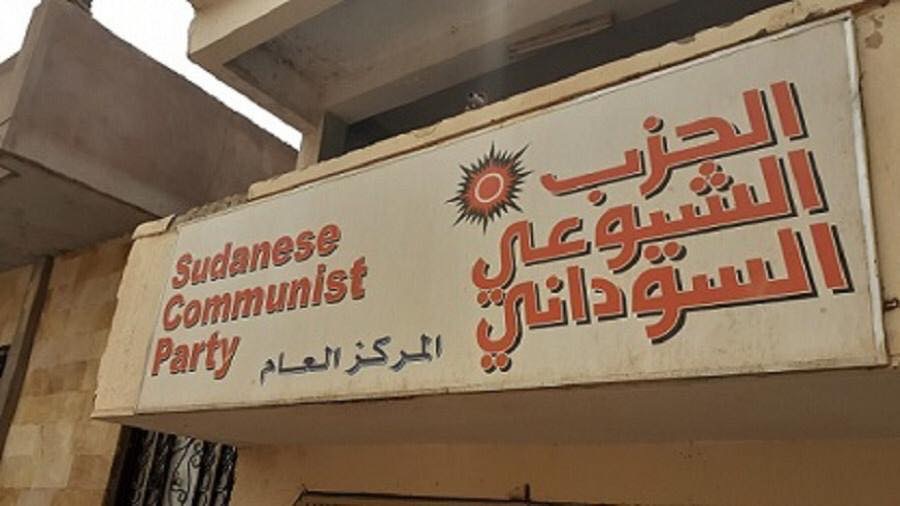 الحزب
الشيوعي
السوداني
Sudanese
Communist
Party
المركز العام